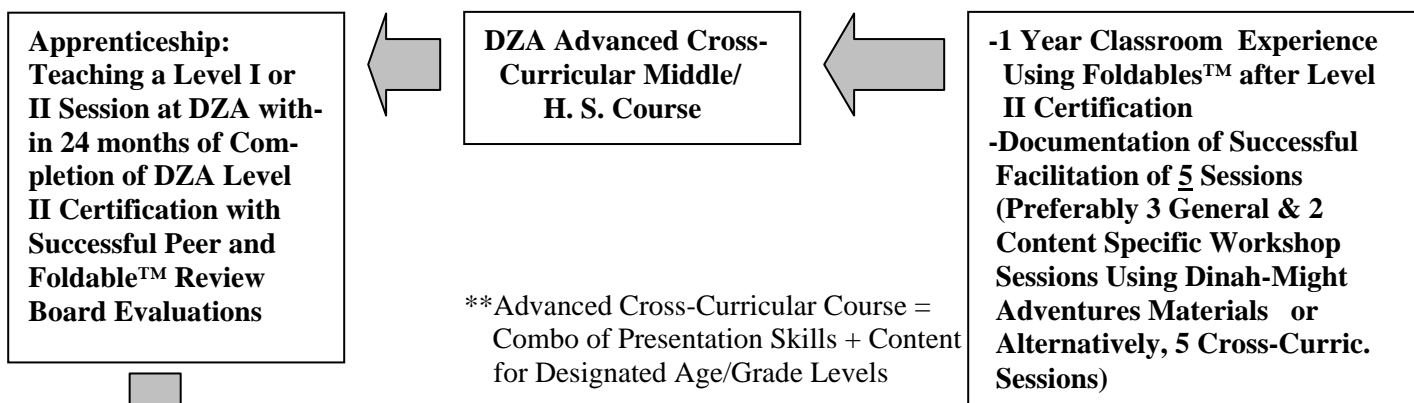 Apprenticeship:
Teaching a Level I or
II Session at DZA with-
in 24 months of Com-
pletion of DZA Level
II Certification with
Successful Peer and
Foldable™ Review
Board Evaluations
DZA Advanced Cross-
Curricular Middle/
H. S. Course
**Advanced Cross-Curricular Course =
Combo of Presentation Skills + Content
for Designated Age/Grade Levels
-1 Year Classroom Experience
Using Foldables™ after Level
II Certification
-Documentation of Successful
Facilitation of 5 Sessions
(Preferably 3 General & 2
Content Specific Workshop
Sessions Using Dinah-Might
Adventures Materials or
Alternatively, 5 Cross-Curric.
Sessions)